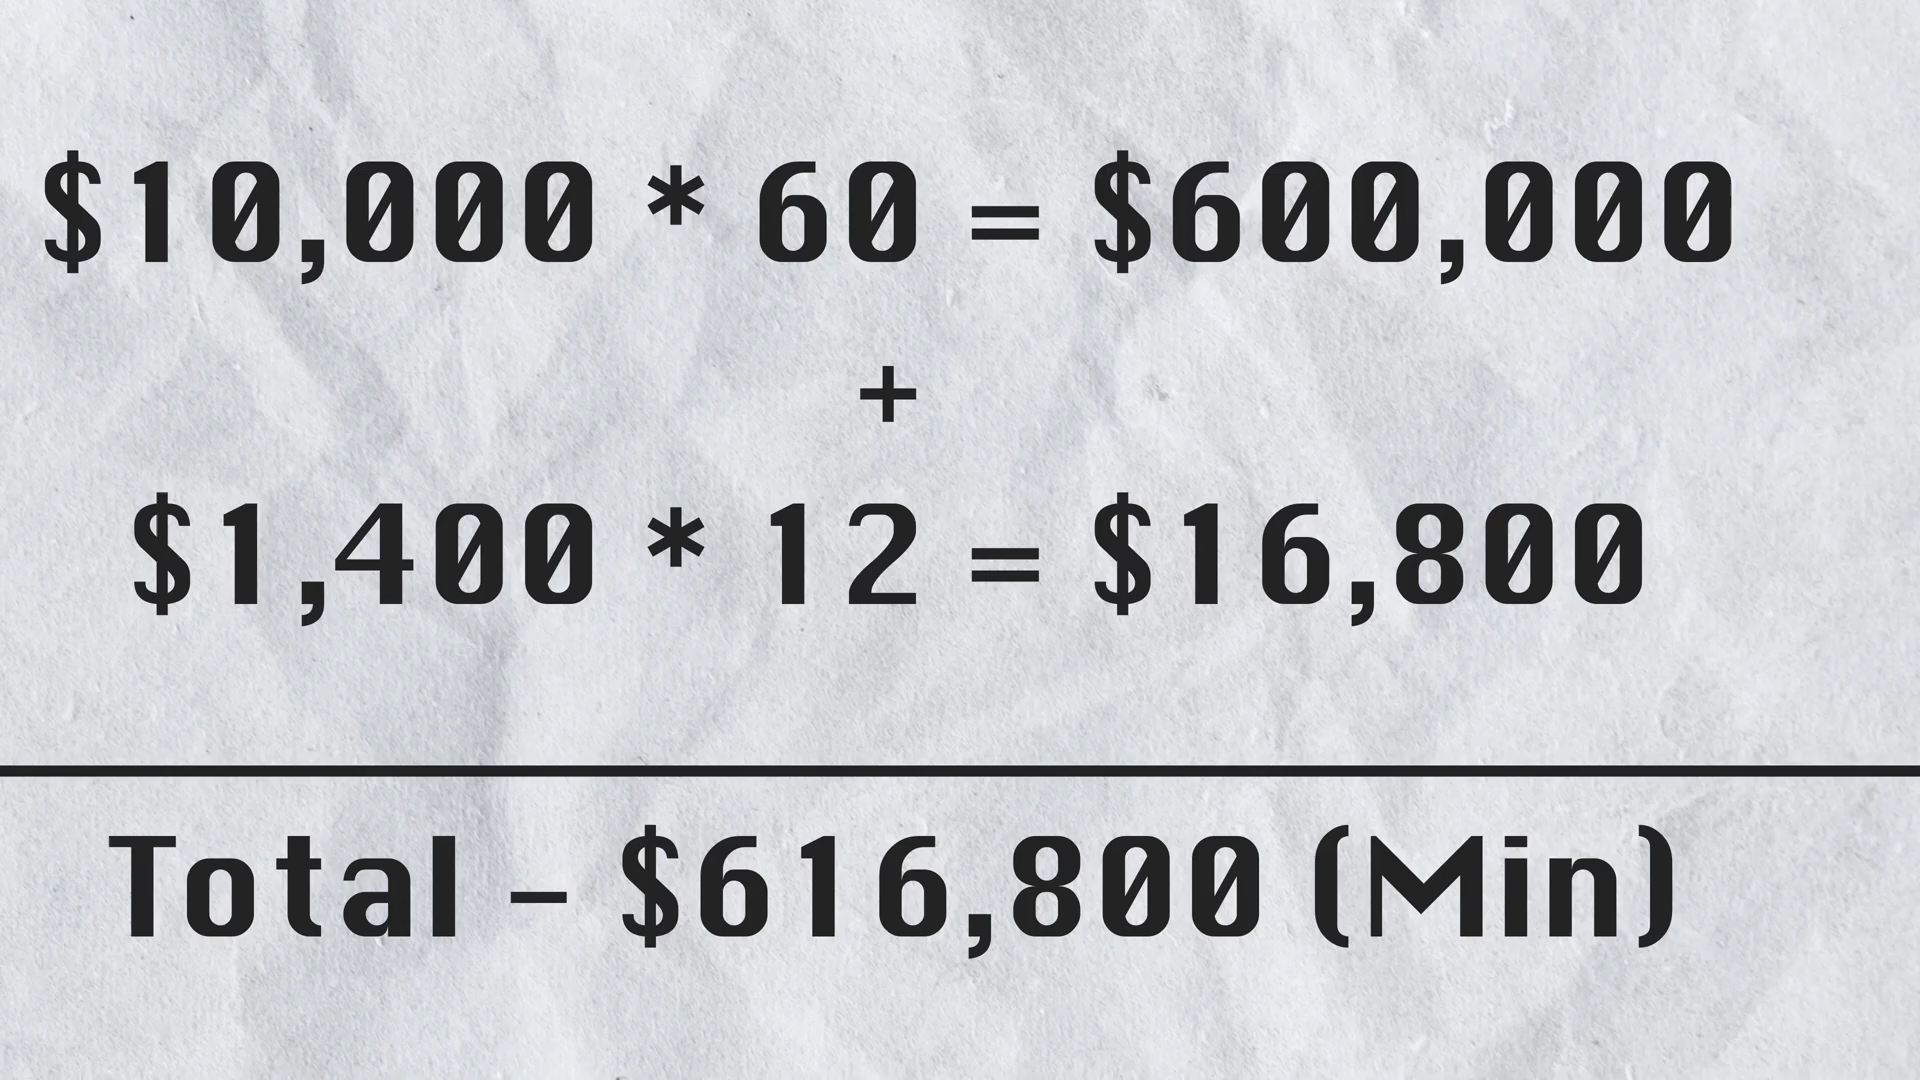 $10,000 * 60 = $600,000
+
$1,400 * 12 = $16,800
Total – $616,800 (Min)